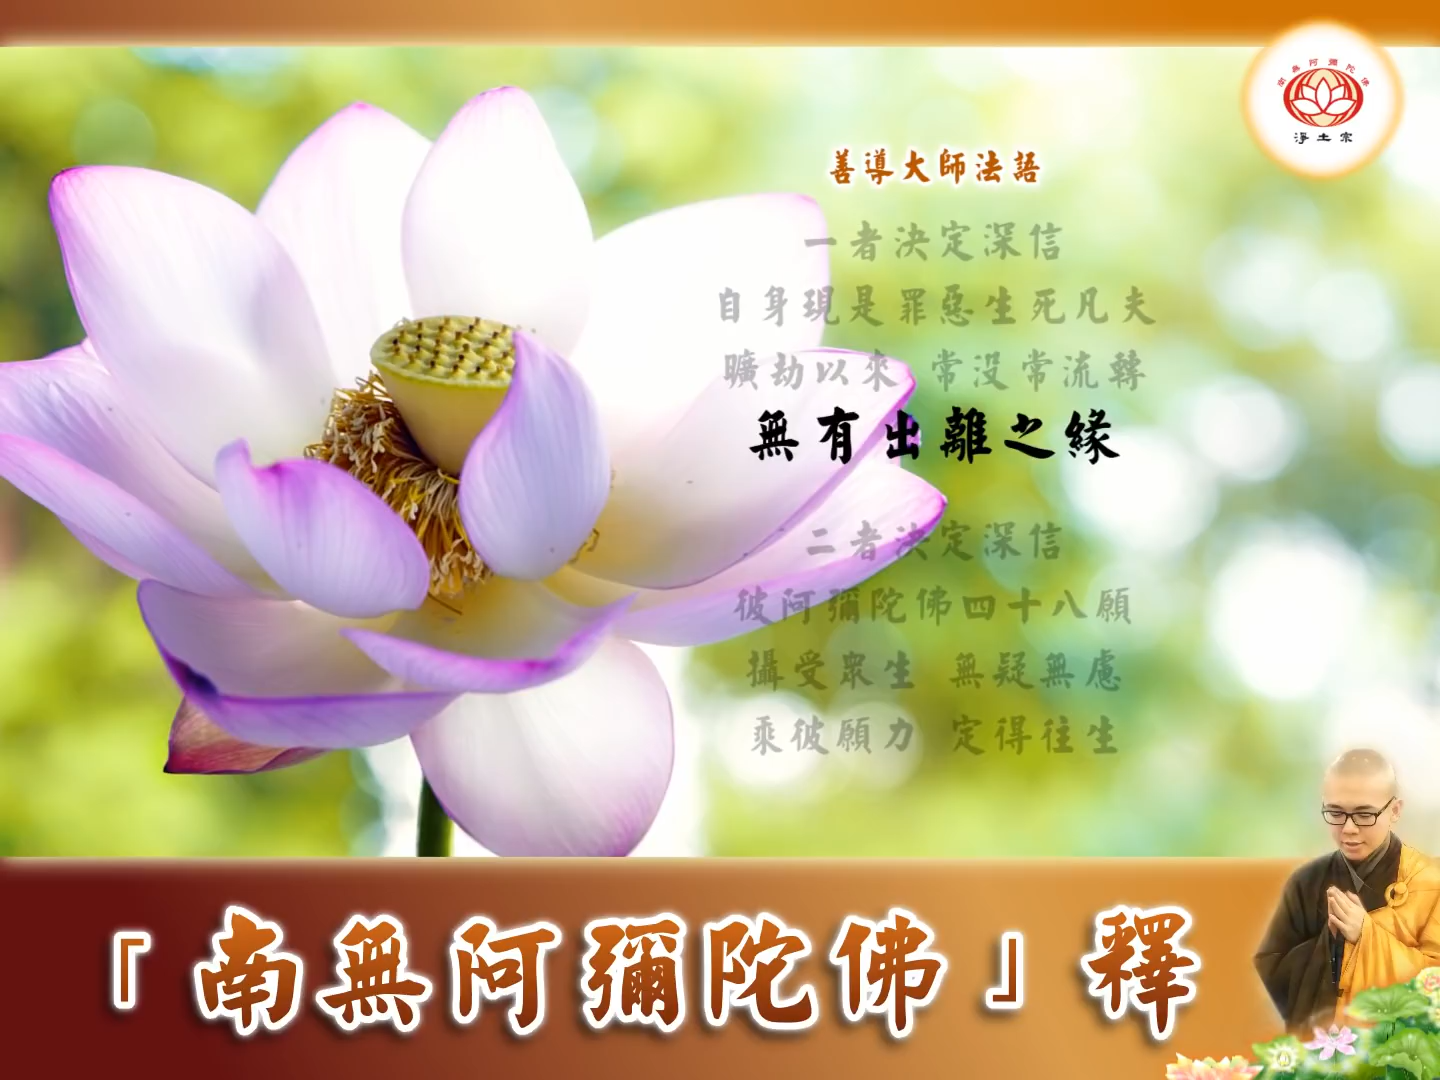 南無阿彌陀佛
淨土宗
善導大師法語
一者決定深信
自身現是罪惡生死凡夫
曠劫以來 常没常流轉
無有出離之緣
二者決定深信
彼阿彌陀佛四十八願
攝受眾生 無疑無慮
乘彼願力 定得往生
「南無阿彌陀佛」釋